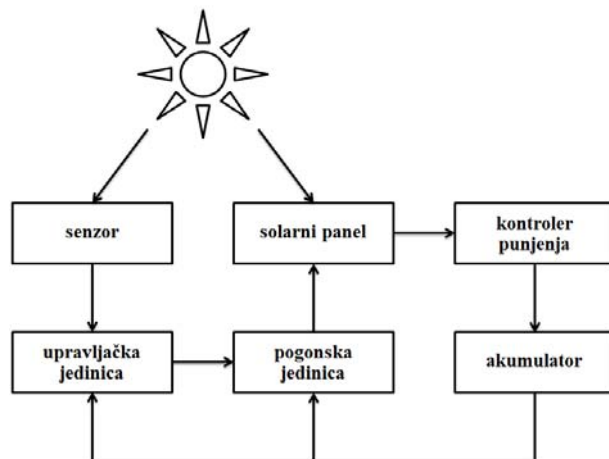 senzor
solarni panel
kontroler
punjenja
upravljačka
jedinica
pogonska
jedinica
akumulator